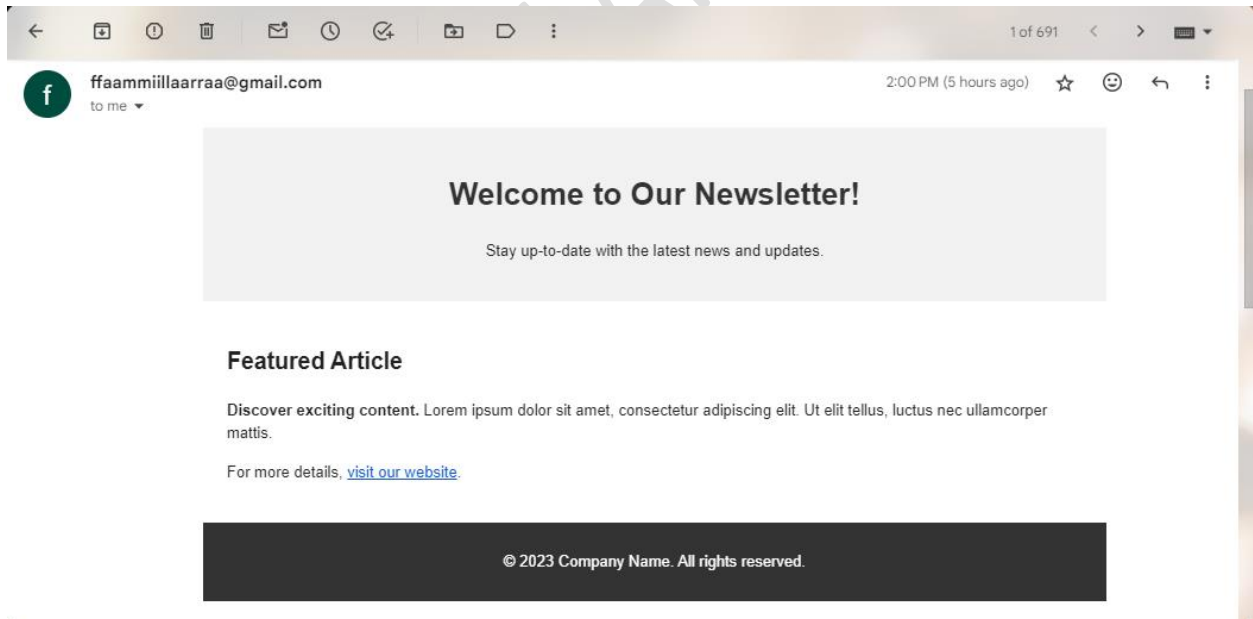 1 of 691
f
ffaammiillaarraa@gmail.com
2:00 PM (5 hours ago)
to me
Welcome to Our Newsletter!
Stay up-to-date with the latest news and updates.
Featured Article
Discover exciting content. Lorem ipsum dolor sit amet, consectetur adipiscing elit. Ut elit tellus, luctus nec ullamcorper
mattis.
For more details, visit our website.
© 2023 Company Name. All rights reserved.